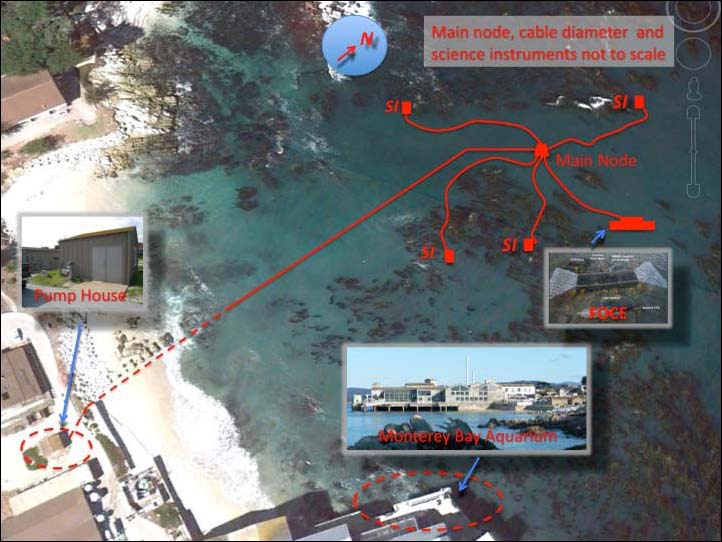 N
Main node, cable diameter and
science instruments not to scale
SI
SI
Main Node
SI
SI
Pump House
FOCE
Monterey Bay Aquarium